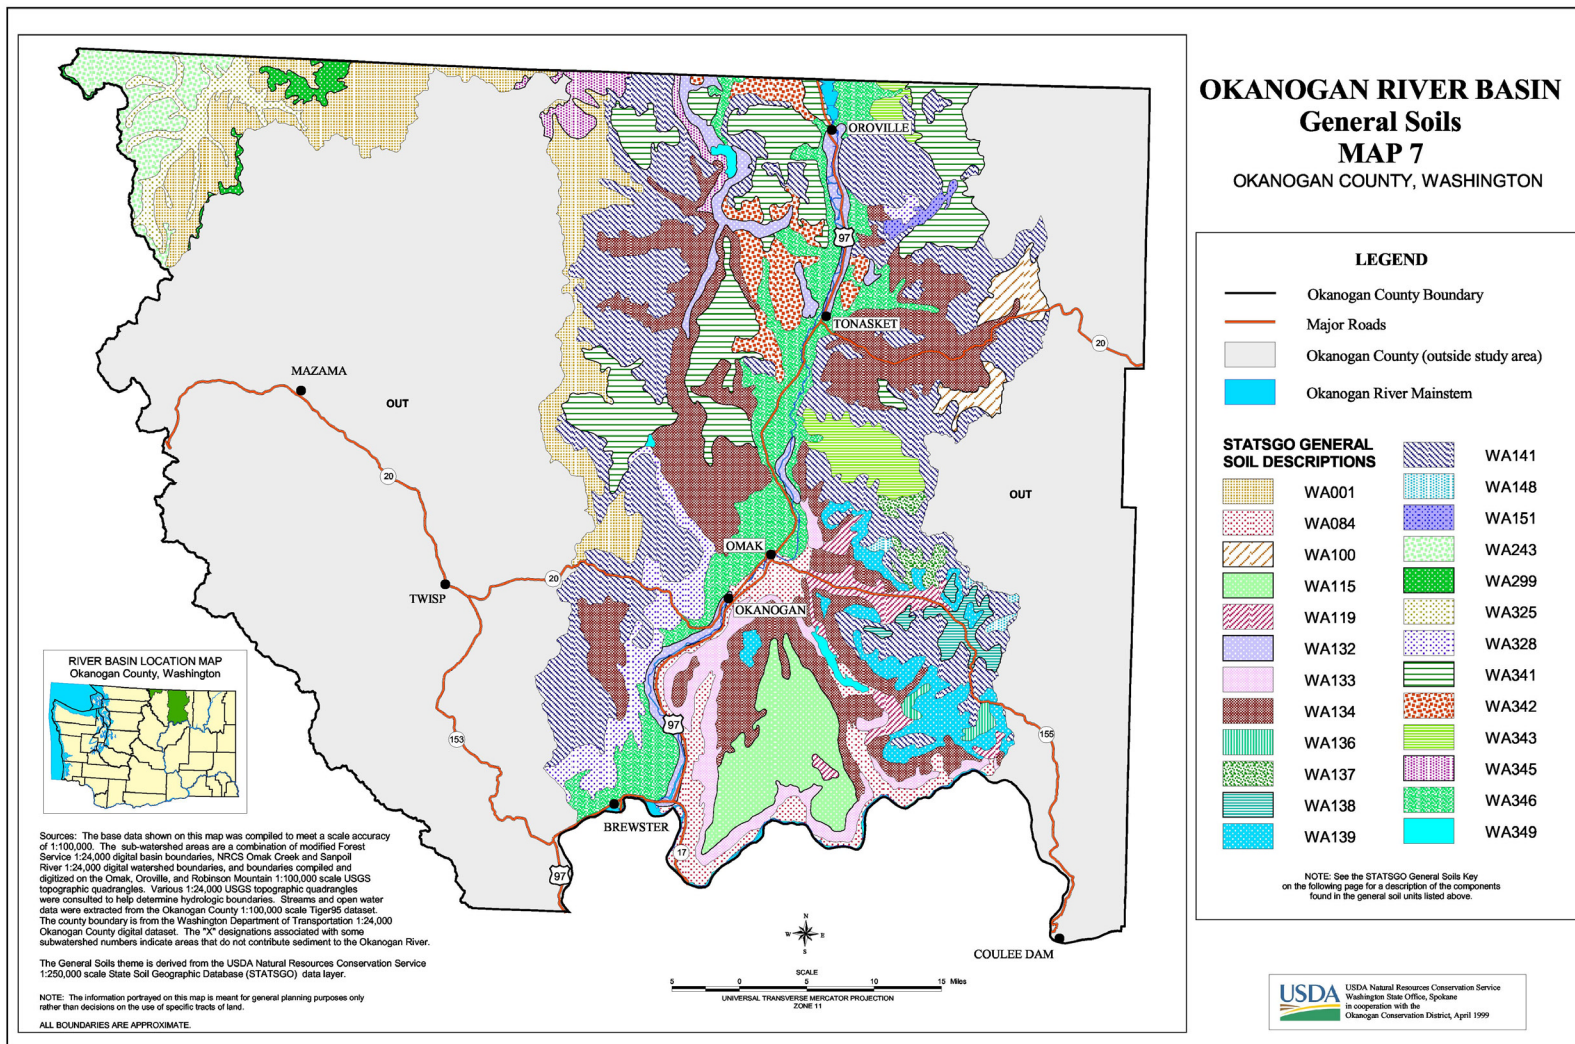 OKANOGAN RIVER BASIN
General Soils
MAP 7
OKANOGAN COUNTY, WASHINGTON
LEGEND
Okanogan County Boundary
Major Roads
Okanogan County (outside study area)
Okanogan River Mainstem
STATSGO GENERAL
SOIL DESCRIPTIONS
WA001
WA084
WA100
WA115
WA119
WA132
WA133
WA134
WA136
WA137
WA138
WA139
WA141
WA148
WA151
WA243
WA299
WA325
WA328
WA341
WA342
WA343
WA345
WA346
WA349
NOTE: See the STATSGO General Soils Key
on the following page for a description of the components
found in the general soil units listed above.
OROVILLE
97
TONASKET
20
MAZAMA
OUT
20
OUT
OMAK
20
TWISP
OKANOGAN
97
153
155
BREWSTER
17
97
COULEE DAM
RIVER BASIN LOCATION MAP
Okanogan County, Washington
Sources: The base data shown on this map was compiled to meet a scale accuracy
of 1:100,000. The sub-watershed areas are a combination of modified Forest
Service 1:24,000 digital basin boundaries, NRCS Omak Creek and Sanpoil
River 1:24,000 digital watershed boundaries, and boundaries compiled and
digitized on the Omak, Oroville, and Robinson Mountain 1:100,000 scale USGS
topographic quadrangles. Various 1:24,000 USGS topographic quadrangles
were consulted to help determine hydrologic boundaries. Streams and open water
data were extracted from the Okanogan County 1:100,000 scale Tiger95 dataset.
The county boundary is from the Washington Department of Transportation 1:24,000
Okanogan County digital dataset. The "X" designations associated with some
subwatershed numbers indicate areas that do not contribute sediment to the Okanogan River.
The General Soils theme is derived from the USDA Natural Resources Conservation Service
1:250,000 scale State Soil Geographic Database (STATSGO) data layer.
NOTE: The information portrayed on this map is meant for general planning purposes only
rather than decisions on the use of specific tracts of land.
ALL BOUNDARIES ARE APPROXIMATE.
N
W E
S
SCALE
5 0 5 10 15 Miles
UNIVERSAL TRANSVERSE MERCATOR PROJECTION
ZONE 11
USDA
USDA Natural Resources Conservation Service
Washington State Office, Spokane
in cooperation with the
Okanogan Conservation District, April 1999